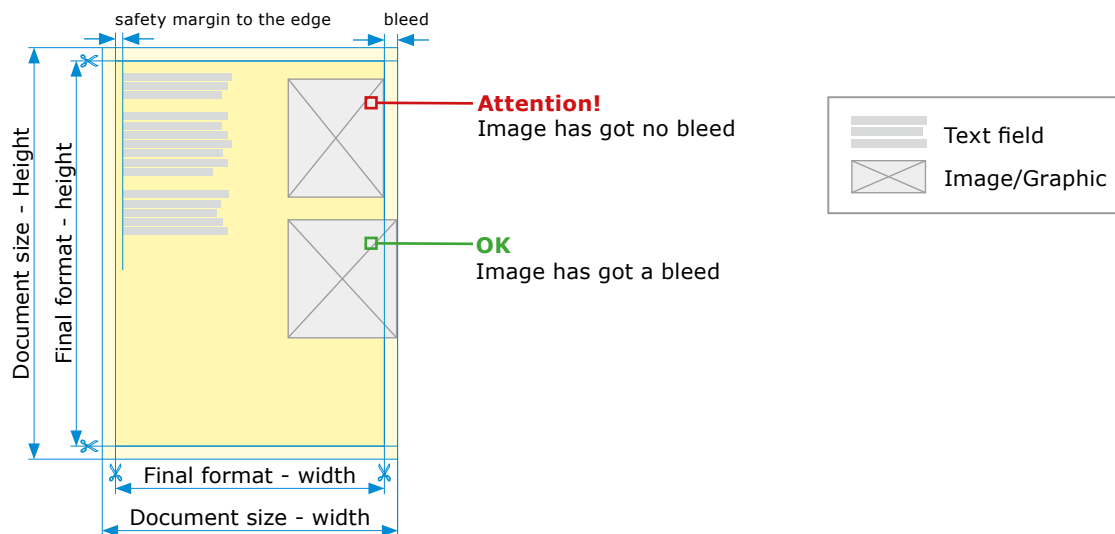 safety margin to the edge
bleed
Document size - Height
Final format - height
Attention!
Image has got no bleed
OK
Image has got a bleed
Text field
Image/Graphic
Final format - width
Document size - width